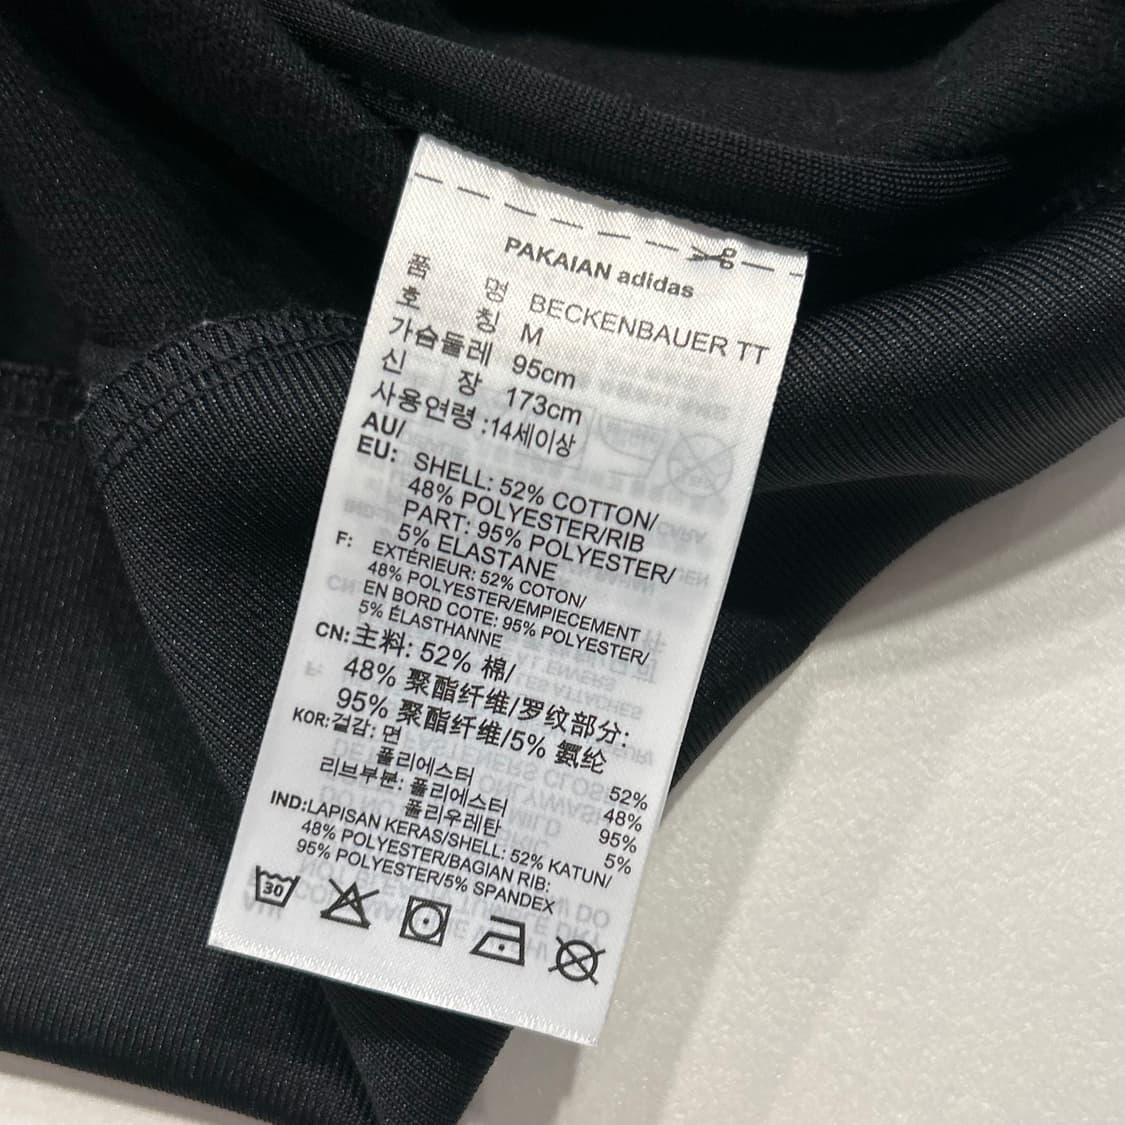 PAKAIAN adidas
품 명 BECKENBAUER TT
호 칭 M
가슴둘레 95cm
신 장 173cm
사용연령 :14세이상
AU/
EU: SHELL: 52% COTTON/
48% POLYESTER/RIB
PART: 95% POLYESTER/
5% ELASTANE
F: EXTÉRIEUR: 52% COTON/
48% POLYESTER/EMPIECEMENT
EN BORD COTE: 95% POLYESTER/
5% ÉLASTHANNE
CN: 主料: 52% 棉/
48% 聚酯纤维/罗纹部分:
95% 聚酯纤维/5% 氨纶
KOR: 겉감: 면 52%
폴리에스터 48%
리브부분: 폴리에스터 95%
폴리우레탄 5%
IND:LAPISAN KERAS/SHELL: 52% KATUN/
48% POLYESTER/BAGIAN RIB:
95% POLYESTER/5% SPANDEX
30